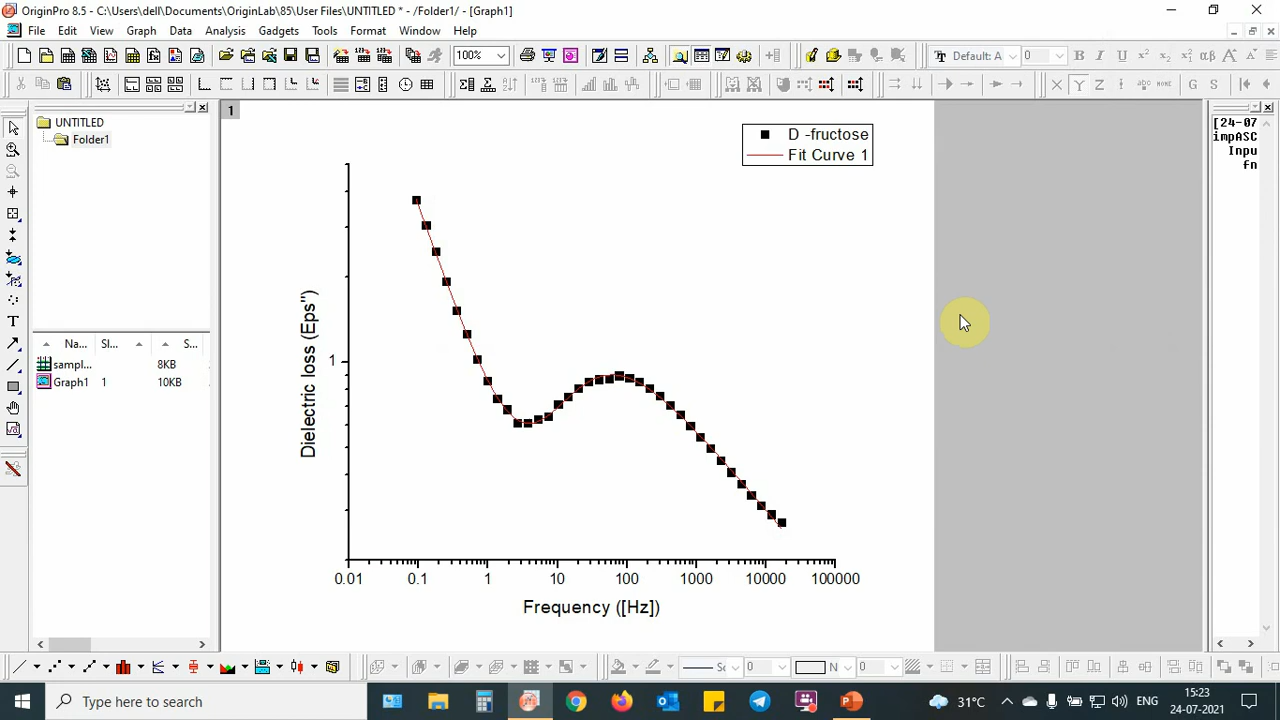 OriginPro 8.5 - C:\Users\dell\Documents\OriginLab\85\User Files\UNTITLED * - /Folder1/ - [Graph1]
File Edit View Graph Data Analysis Gadgets Tools Format Window Help
100% Default: A 0 B I U
G S
1
UNTITLED
Folder1
[24-07
impASC
Inpu
fn
D -fructose
Fit Curve 1
Na... SI... S...
sampl... 8KB
Graph1 1 10KB
Dielectric loss (Eps")
1
0.01 0.1 1 10 100 1000 10000 100000
Frequency ([Hz])
0 N 0
Type here to search
31°C ENG 15:23
24-07-2021